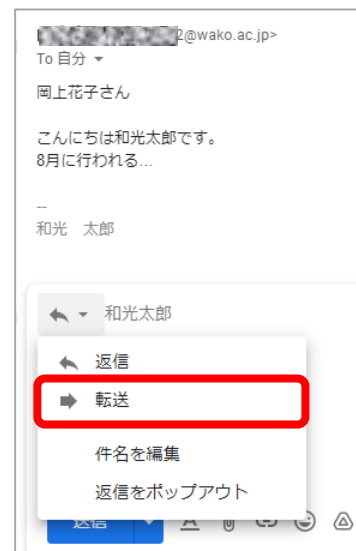 2@wako.ac.jp>
To 自分
岡上花子さん
こんにちは和光太郎です。
8月に行われる...
--
和光　太郎
和光太郎
返信
転送
件名を編集
返信をポップアウト
送信